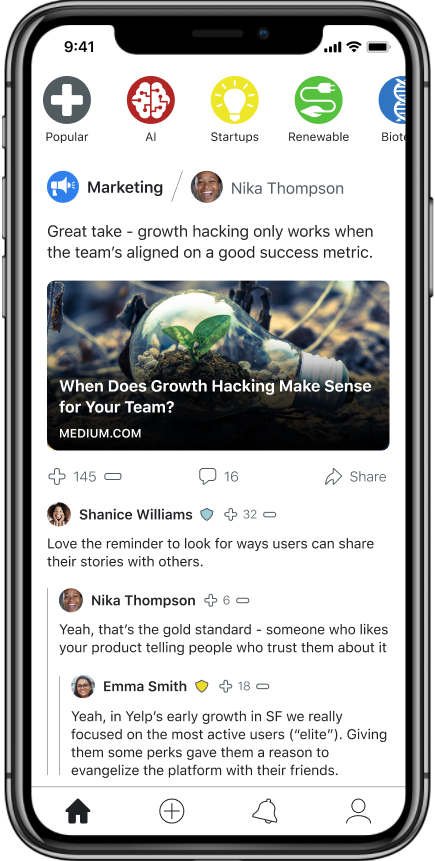 9:41
Popular
AI
Startups
Renewable
Biote
Marketing / Nika Thompson
Great take - growth hacking only works when
the team’s aligned on a good success metric.
When Does Growth Hacking Make Sense
for Your Team?
MEDIUM.COM
145
16
Share
Shanice Williams 32
Love the reminder to look for ways users can share
their stories with others.
Nika Thompson 6
Yeah, that’s the gold standard - someone who likes
your product telling people who trust them about it
Emma Smith 18
Yeah, in Yelp’s early growth in SF we really
focused on the most active users (“elite”). Giving
them some perks gave them a reason to
evangelize the platform with their friends.